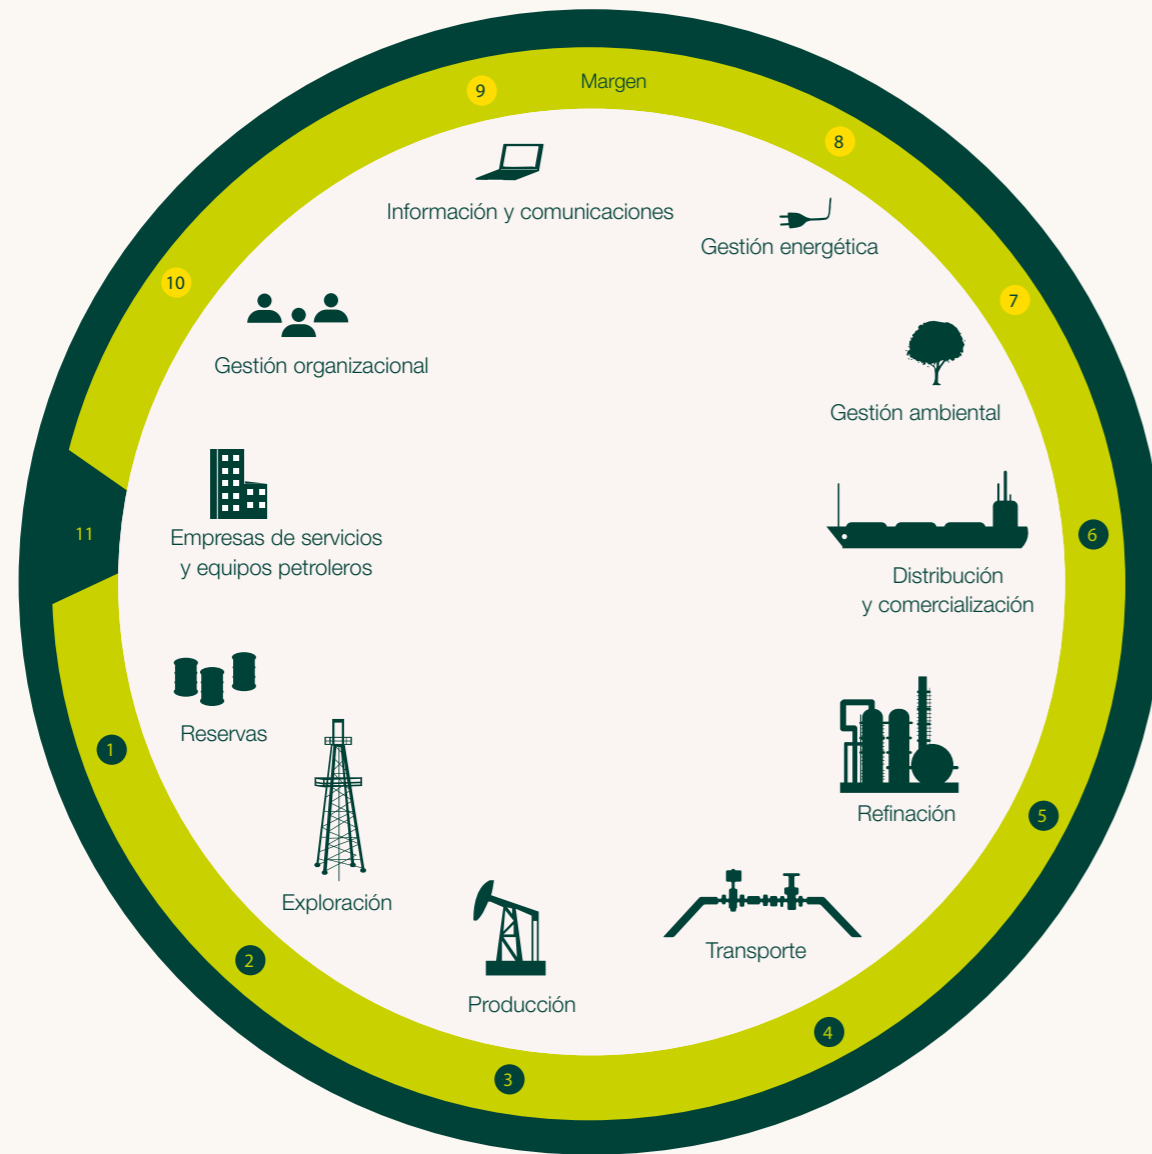 9
Margen
8
Información y comunicaciones
Gestión energética
10
7
Gestión organizacional
Gestión ambiental
11
Empresas de servicios
y equipos petroleros
6
Distribución
y comercialización
Reservas
1
Refinación
5
Exploración
2
Transporte
Producción
4
3